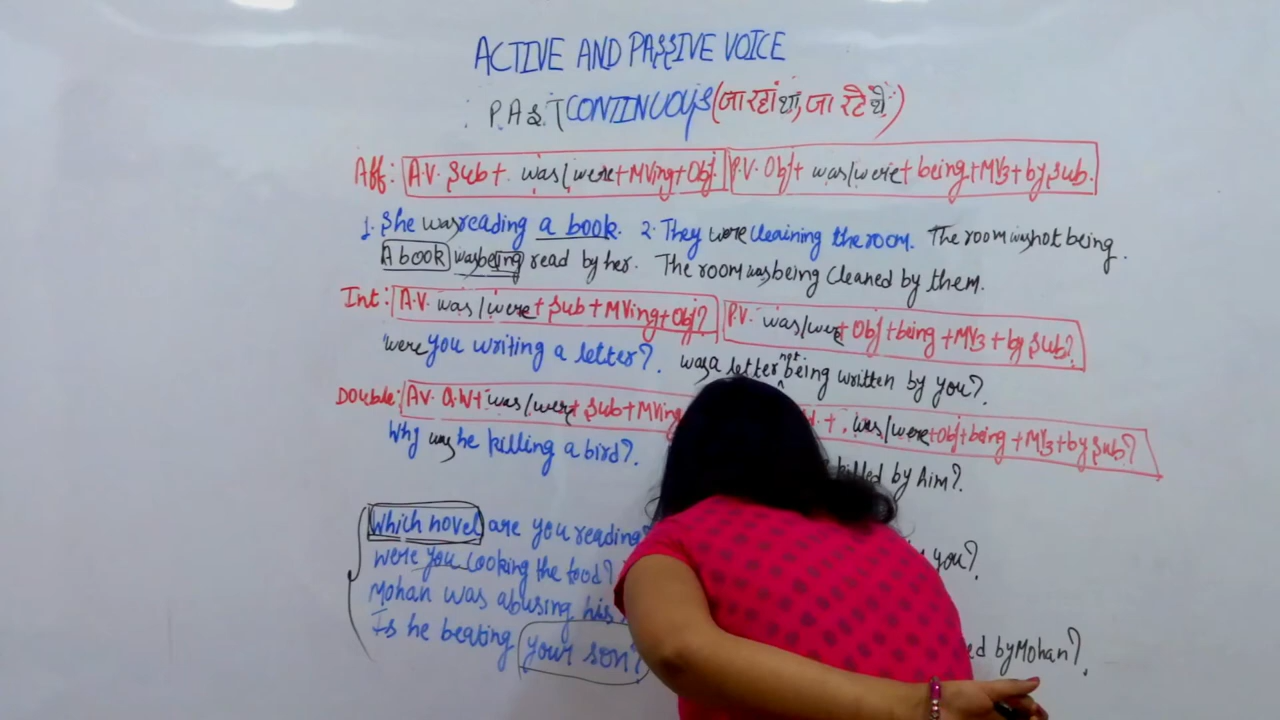 ACTIVE AND PASSIVE VOICE
PAST CONTINUOUS (जा रहा था, जा रहे थे)
Aff: A.V. Sub + was/were + MVing + Obj. P.V. Obj + was/were + being + MV3 + by sub.
1. She was reading a book. 2. They were cleaining the room. The room was not being.
A book was being read by her. The room was being cleaned by them.
Int: A.V. was/were + Sub + MVing + Obj? P.V. was/were + Obj + being + MV3 + by Sub?
were you writing a letter? was a letter not being written by you?
Double: A.V. Q.W + was/were + Sub + MVing + was/were + Obj + being + MV3 + by Sub?
Why was he killing a bird? killed by him?
Which novel are you reading? you?
were you cooking the food?
Mohan was abusing his
Is he beating your son? ed by Mohan?